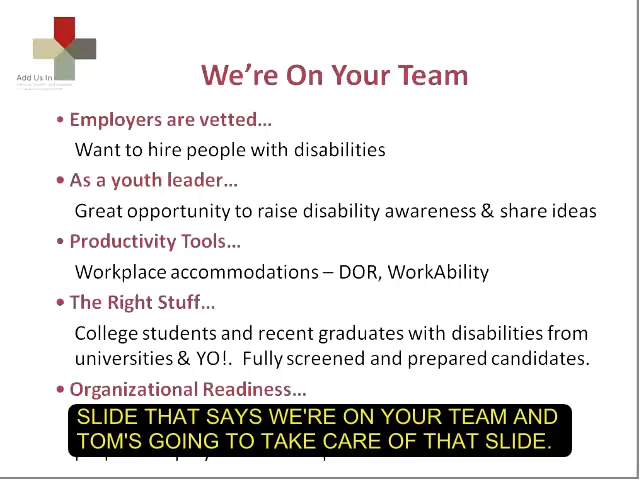 Add Us In
We're On Your Team
• Employers are vetted...
Want to hire people with disabilities
• As a youth leader...
Great opportunity to raise disability awareness & share ideas
• Productivity Tools...
Workplace accommodations – DOR, WorkAbility
• The Right Stuff...
College students and recent graduates with disabilities from
universities & YO!. Fully screened and prepared candidates.
• Organizational Readiness...
SLIDE THAT SAYS WE'RE ON YOUR TEAM AND
TOM'S GOING TO TAKE CARE OF THAT SLIDE.